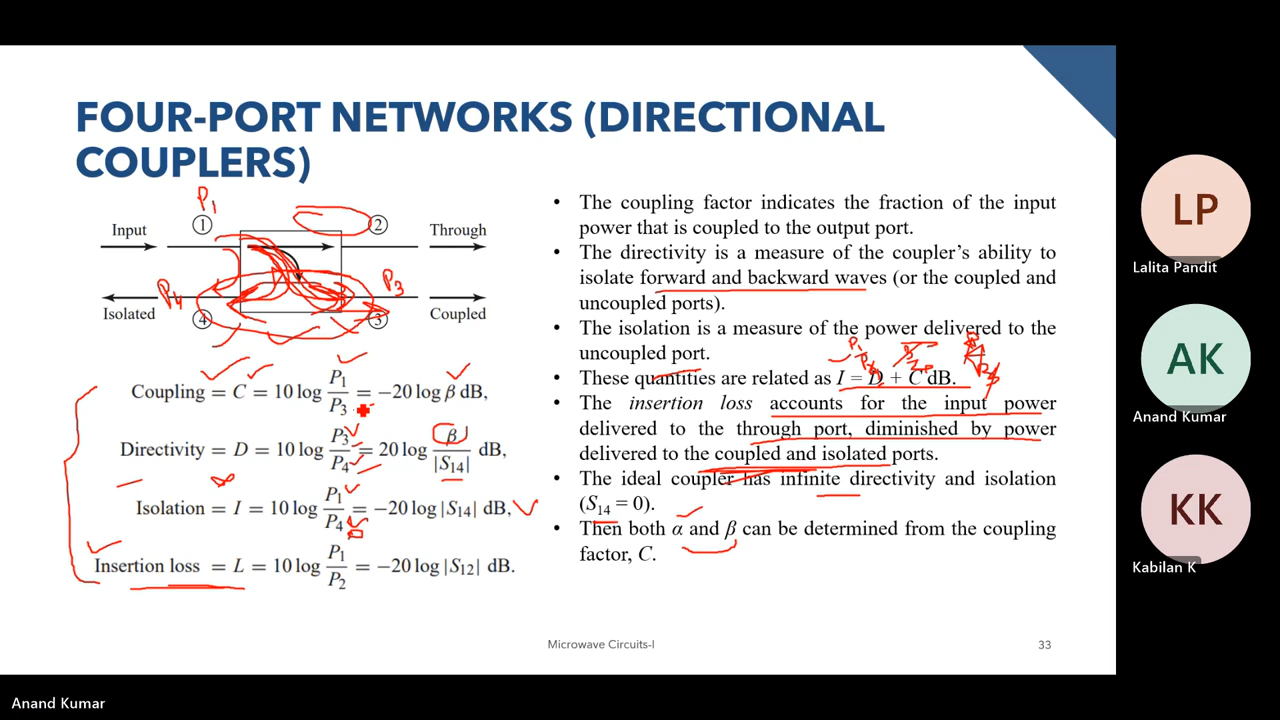 FOUR-PORT NETWORKS (DIRECTIONAL
COUPLERS)
P1
① ②
Input Through
P4 P3
Isolated Coupled
④ ③
Coupling = C = 10 log P1/P3 = −20 log β dB,
Directivity = D = 10 log P3/P4 = 20 log β/|S14| dB,
∞
Isolation = I = 10 log P1/P4 = −20 log |S14| dB,
Insertion loss = L = 10 log P1/P2 = −20 log |S12| dB.
• The coupling factor indicates the fraction of the input
power that is coupled to the output port.
• The directivity is a measure of the coupler’s ability to
isolate forward and backward waves (or the coupled and
uncoupled ports).
• The isolation is a measure of the power delivered to the
uncoupled port.
• These quantities are related as I = D + C dB.
• The insertion loss accounts for the input power
delivered to the through port, diminished by power
delivered to the coupled and isolated ports.
• The ideal coupler has infinite directivity and isolation
(S14 = 0).
• Then both α and β can be determined from the coupling
factor, C.
Microwave Circuits-I
33
LP
Lalita Pandit
AK
Anand Kumar
KK
Kabilan K
Anand Kumar